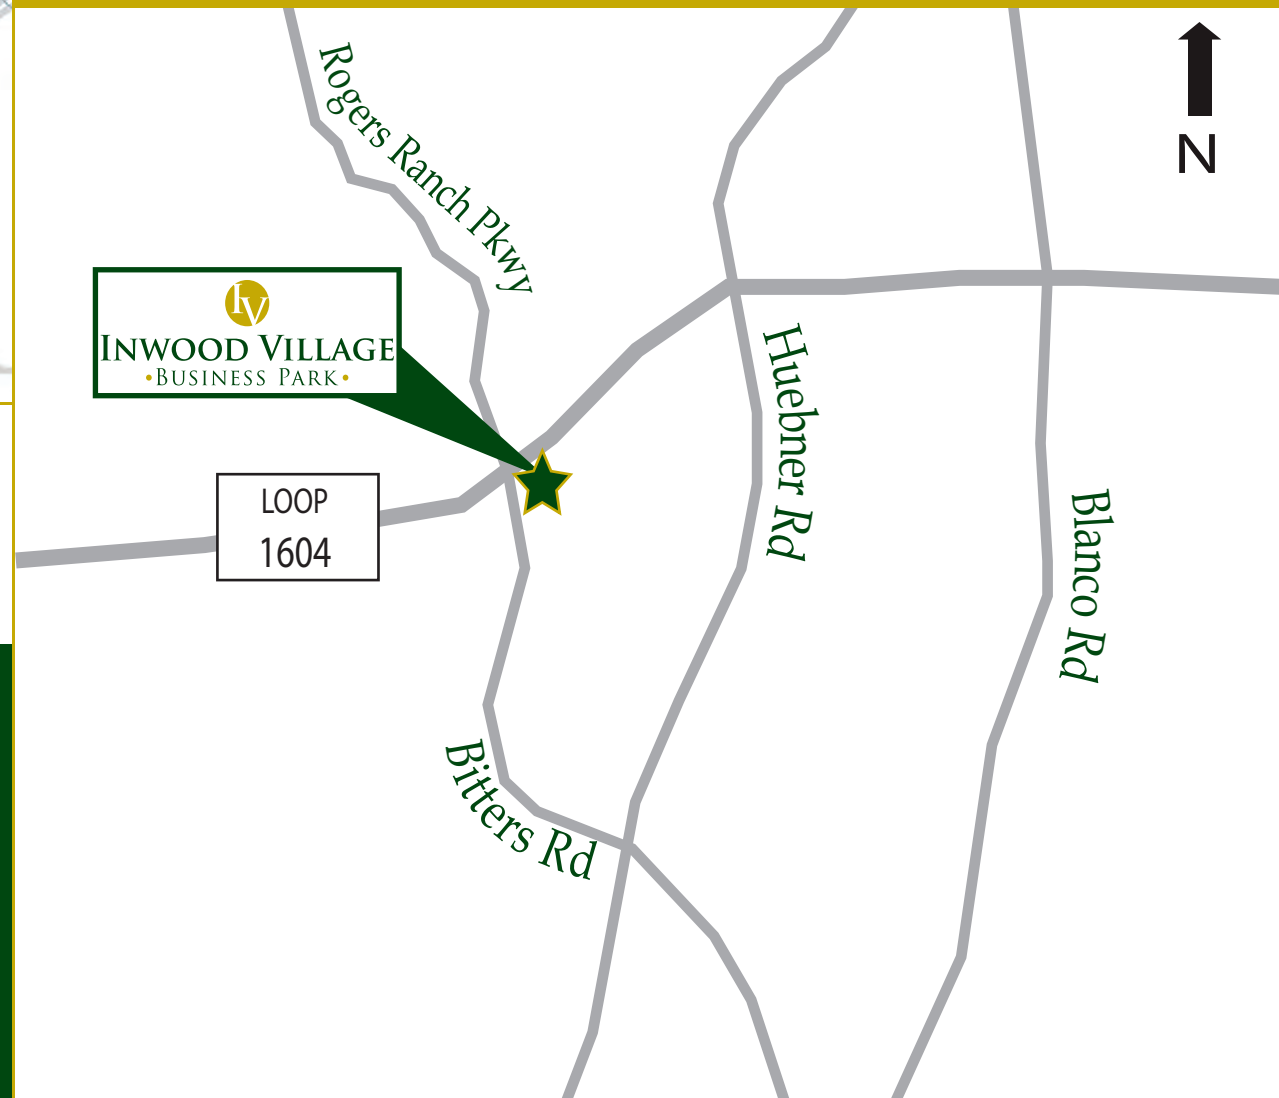 N
Rogers Ranch Pkwy
IV
INWOOD VILLAGE
•BUSINESS PARK•
Huebner Rd
LOOP
1604
Blanco Rd
Bitters Rd